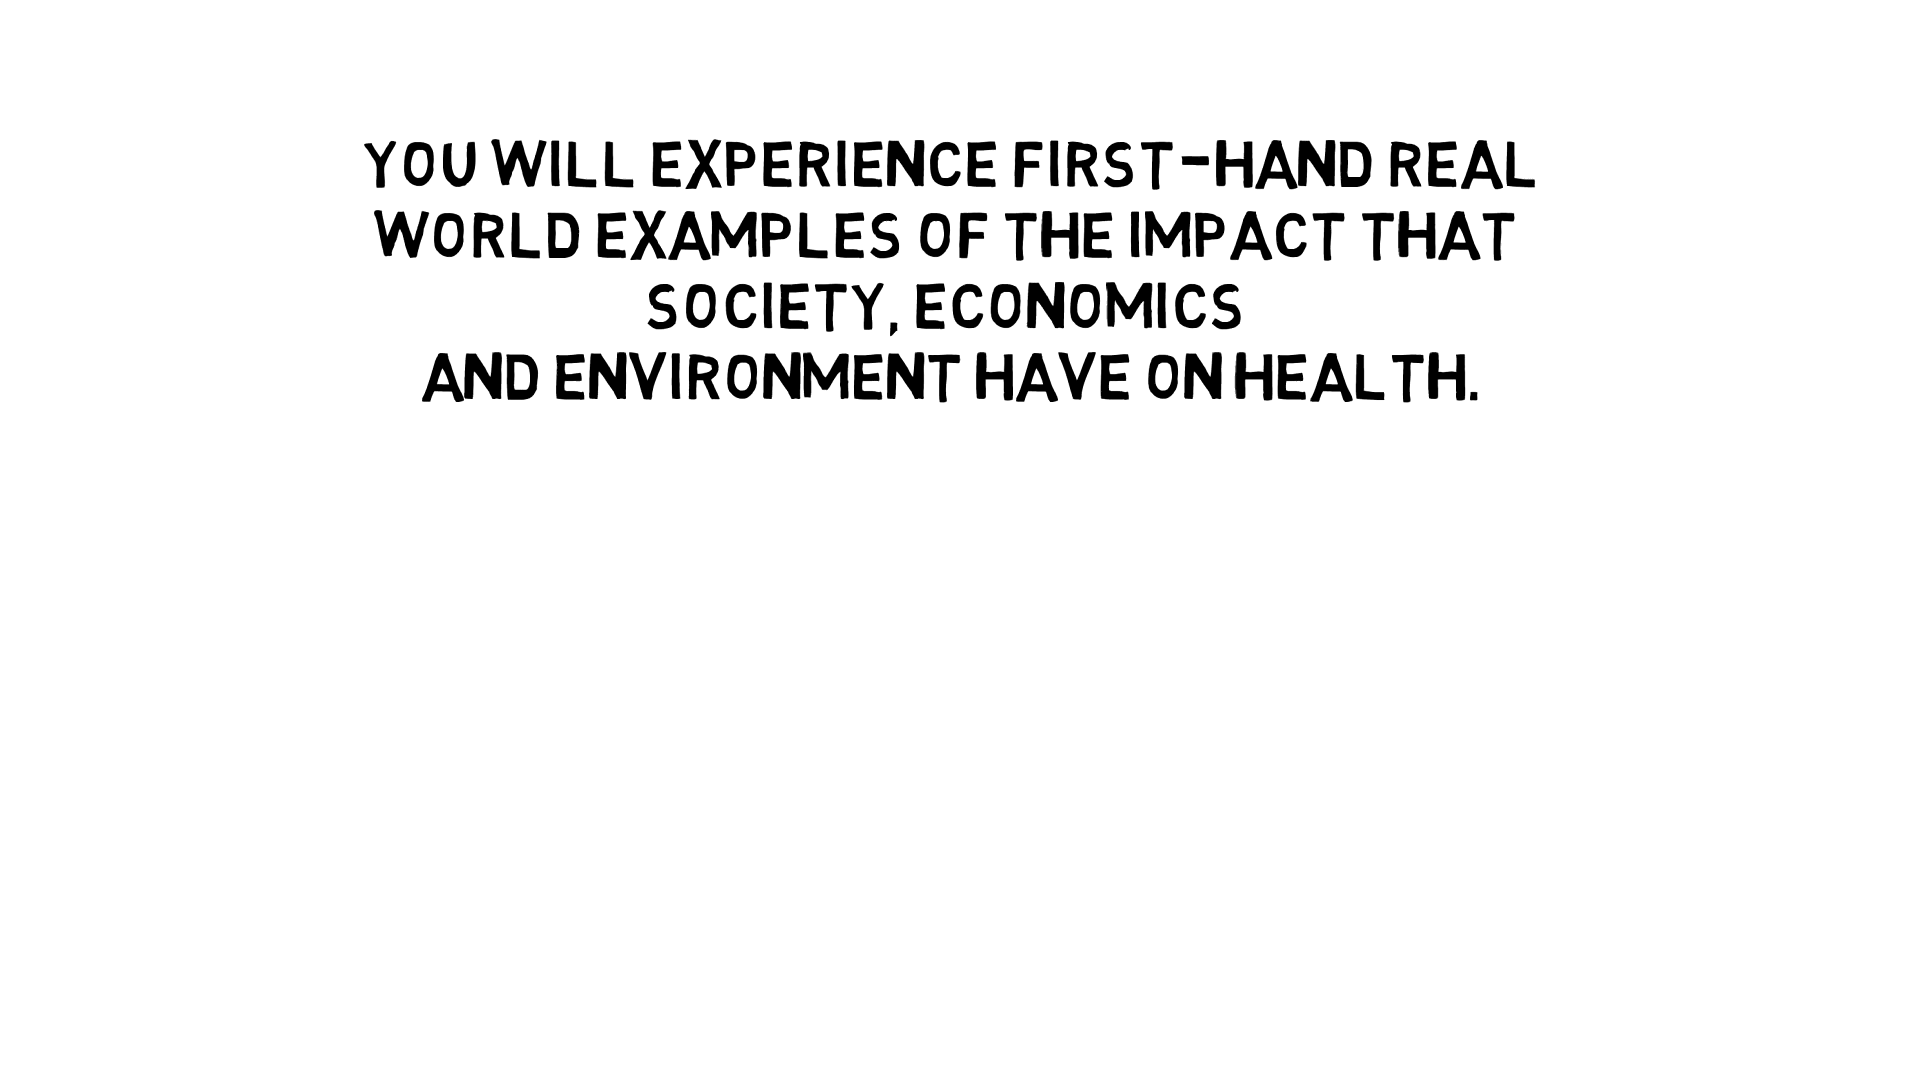 YOU WILL EXPERIENCE FIRST-HAND REAL
WORLD EXAMPLES OF THE IMPACT THAT
SOCIETY, ECONOMICS
AND ENVIRONMENT HAVE ON HEALTH.